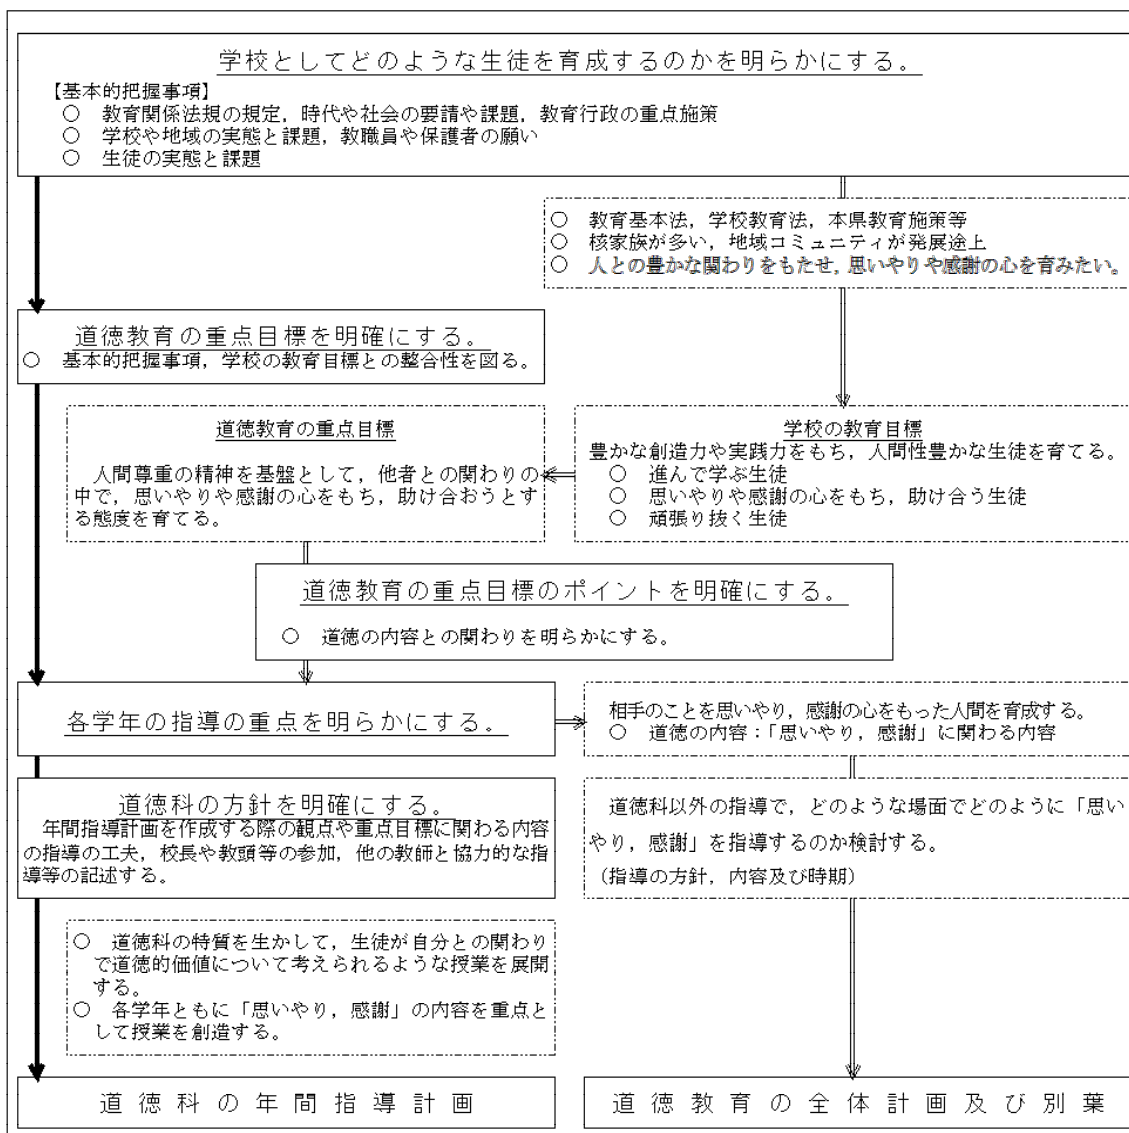 学校としてどのような生徒を育成するのかを明らかにする。
【基本的把握事項】
○ 教育関係法規の規定，時代や社会の要請や課題，教育行政の重点施策
○ 学校や地域の実態と課題，教職員や保護者の願い
○ 生徒の実態と課題
○ 教育基本法，学校教育法，本県教育施策等
○ 核家族が多い，地域コミュニティが発展途上
○ 人との豊かな関わりをもたせ，思いやりや感謝の心を育みたい。
道徳教育の重点目標を明確にする。
○ 基本的把握事項，学校の教育目標との整合性を図る。
道徳教育の重点目標
人間尊重の精神を基盤として，他者との関わりの
中で，思いやりや感謝の心をもち，助け合おうとす
る態度を育てる。
学校の教育目標
豊かな創造力や実践力をもち，人間性豊かな生徒を育てる。
○ 進んで学ぶ生徒
○ 思いやりや感謝の心をもち，助け合う生徒
○ 頑張り抜く生徒
道徳教育の重点目標のポイントを明確にする。
○ 道徳の内容との関わりを明らかにする。
各学年の指導の重点を明らかにする。
相手のことを思いやり，感謝の心をもった人間を育成する。
○ 道徳の内容：「思いやり，感謝」に関わる内容
道徳科の方針を明確にする。
年間指導計画を作成する際の観点や重点目標に関わる内容
の指導の工夫，校長や教頭等の参加，他の教師と協力的な指
導等の記述する。
道徳科以外の指導で，どのような場面でどのように「思い
やり，感謝」を指導するのか検討する。
（指導の方針，内容及び時期）
○ 道徳科の特質を生かして，生徒が自分との関わり
で道徳的価値について考えられるような授業を展開
する。
○ 各学年ともに「思いやり，感謝」の内容を重点と
して授業を創造する。
道徳科の年間指導計画
道徳教育の全体計画及び別葉